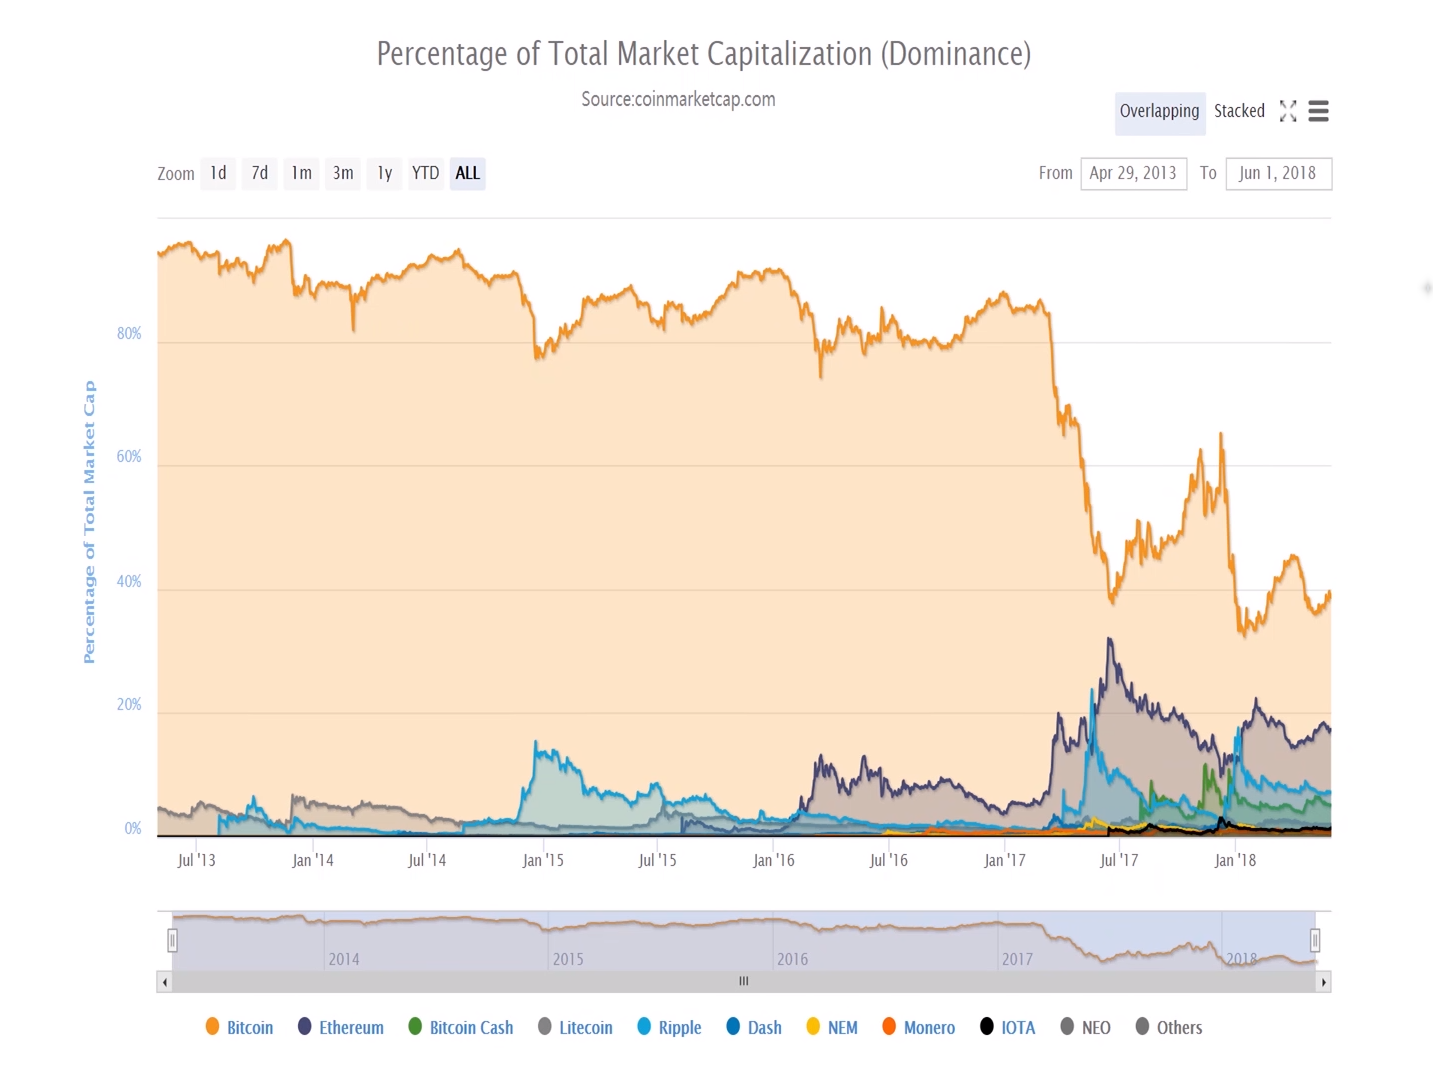 Percentage of Total Market Capitalization (Dominance)
Source:coinmarketcap.com
Overlapping Stacked
Zoom 1d 7d 1m 3m 1y YTD ALL
From Apr 29, 2013 To Jun 1, 2018
Percentage of Total Market Cap
80%
60%
40%
20%
0%
Jul '13 Jan '14 Jul '14 Jan '15 Jul '15 Jan '16 Jul '16 Jan '17 Jul '17 Jan '18
2014 2015 2016 2017 2018
Bitcoin Ethereum Bitcoin Cash Litecoin Ripple Dash NEM Monero IOTA NEO Others